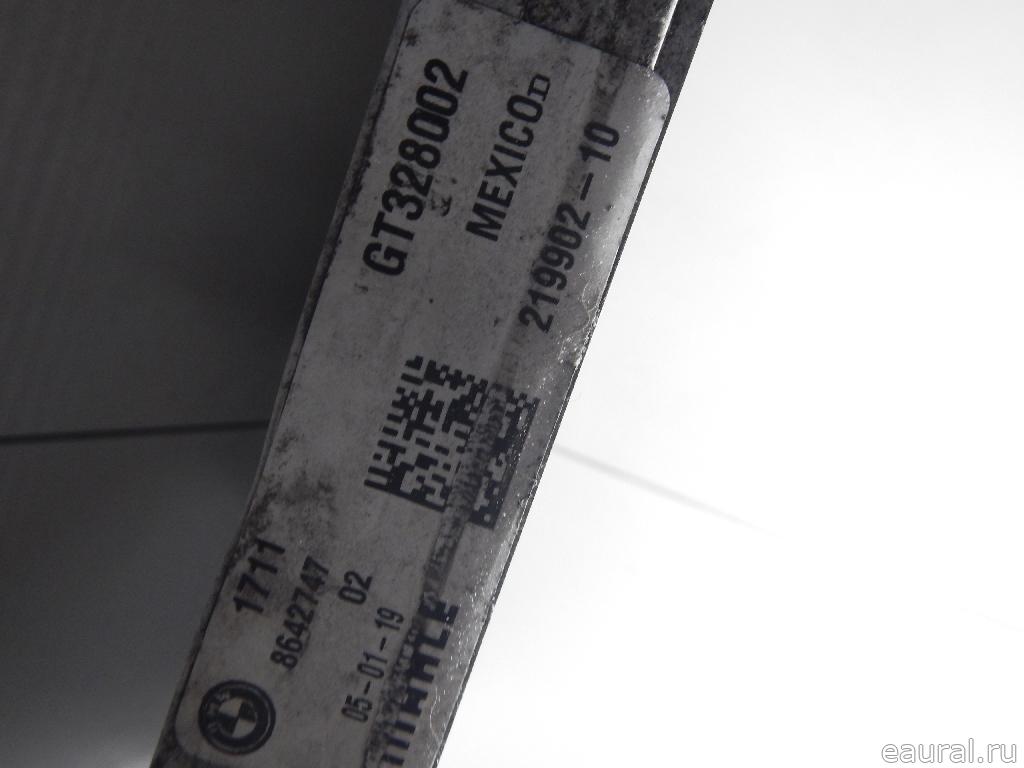 GT328002
MEXICO D
219902-10
1711
8642747
02
05-01-19
MAHLE
eaural.ru